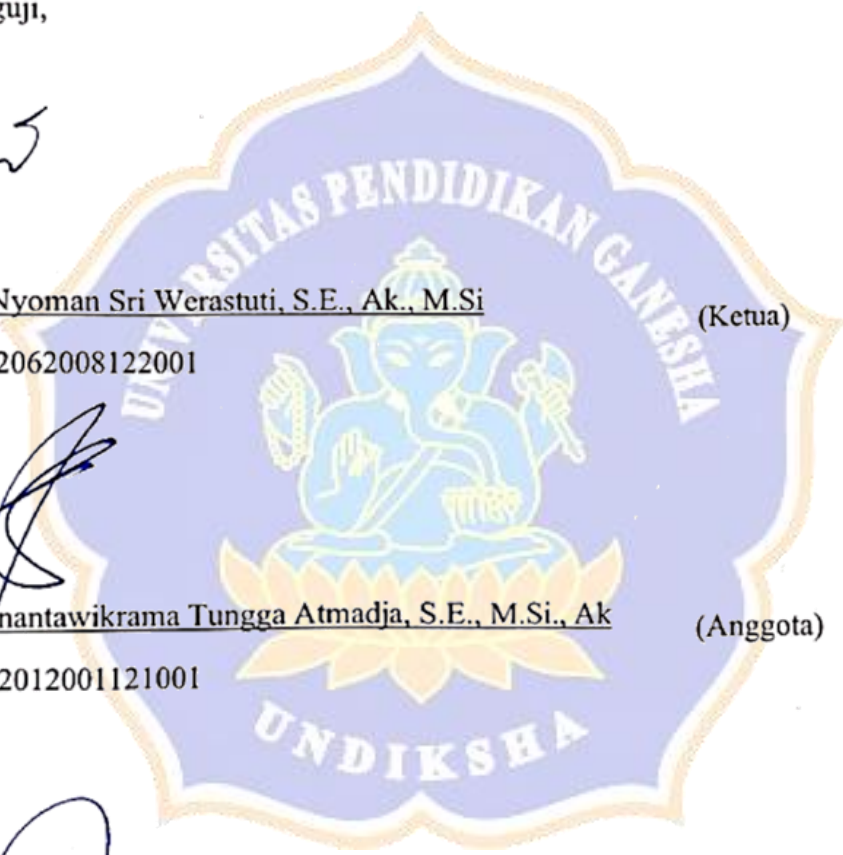 guji,
UNIVERSITAS PENDIDIKAN GANESHA
Nyoman Sri Werastuti, S.E., Ak., M.Si (Ketua)
2062008122001
nantawikrama Tungga Atmadja, S.E., M.Si., Ak (Anggota)
2012001121001
UNDIKSHA